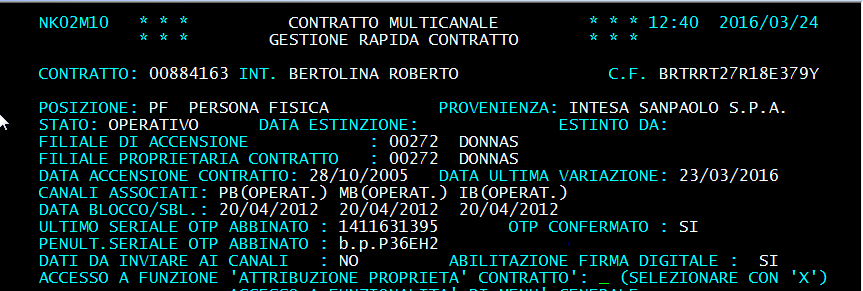 NK02M10 * * * CONTRATTO MULTICANALE * * * 12:40 2016/03/24
* * * GESTIONE RAPIDA CONTRATTO * * *
CONTRATTO: 00884163 INT. BERTOLINA ROBERTO C.F. BRTRRT27R18E379Y
POSIZIONE: PF PERSONA FISICA PROVENIENZA: INTESA SANPAOLO S.P.A.
STATO: OPERATIVO DATA ESTINZIONE: ESTINTO DA:
FILIALE DI ACCENSIONE : 00272 DONNAS
FILIALE PROPRIETARIA CONTRATTO : 00272 DONNAS
DATA ACCENSIONE CONTRATTO: 28/10/2005 DATA ULTIMA VARIAZIONE: 23/03/2016
CANALI ASSOCIATI: PB(OPERAT.) MB(OPERAT.) IB(OPERAT.)
DATA BLOCCO/SBL.: 20/04/2012 20/04/2012 20/04/2012
ULTIMO SERIALE OTP ABBINATO : 1411631395 OTP CONFERMATO : SI
PENULT.SERIALE OTP ABBINATO : b.p.P36EH2
DATI DA INVIARE AI CANALI : NO ABILITAZIONE FIRMA DIGITALE : SI
ACCESSO A FUNZIONE 'ATTRIBUZIONE PROPRIETA' CONTRATTO': _ (SELEZIONARE CON 'X')
ACCESSO A FUNZIONALITA' DI MENU' GENERALE